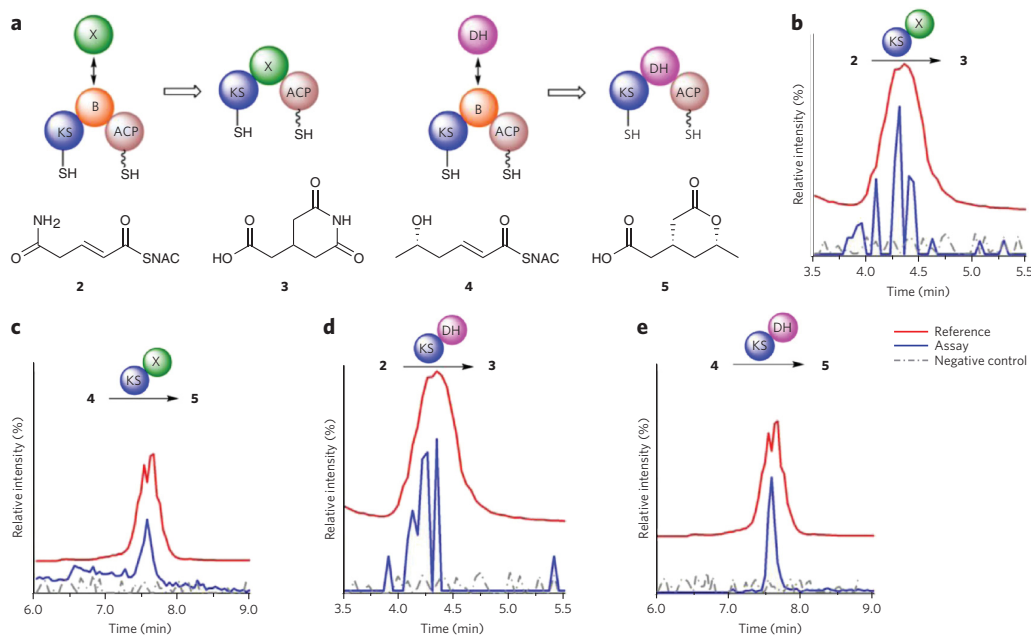 a
X
B
KS
ACP
SH
SH
X
KS
ACP
SH
SH
DH
B
KS
ACP
SH
SH
DH
KS
ACP
SH
SH
NH2
O
O
SNAC
2
O
HO
O
NH
O
3
OH
O
SNAC
4
O
HO
O
O
5
b
X
KS
2
3
Relative intensity (%)
3.5 4.0 4.5 5.0 5.5
Time (min)
c
X
KS
4
5
Relative intensity (%)
6.0 7.0 8.0 9.0
Time (min)
d
DH
KS
2
3
Relative intensity (%)
3.5 4.0 4.5 5.0 5.5
Time (min)
e
DH
KS
4
5
Relative intensity (%)
6.0 7.0 8.0 9.0
Time (min)
Reference
Assay
Negative control